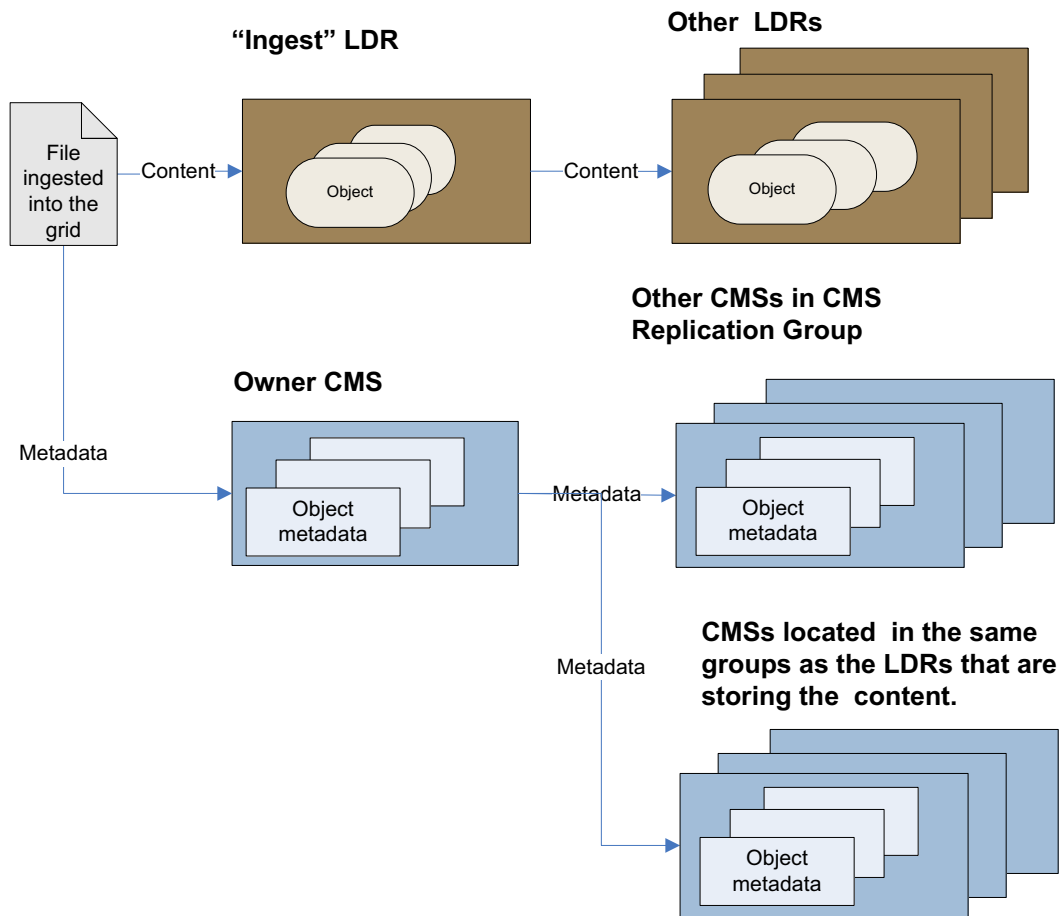 “Ingest” LDR
Other LDRs
File
ingested
into the
grid
Content
Object
Content
Object
Other CMSs in CMS
Replication Group
Owner CMS
Metadata
Object
metadata
Metadata
Object
metadata
CMSs located in the same
groups as the LDRs that are
storing the content.
Metadata
Object
metadata